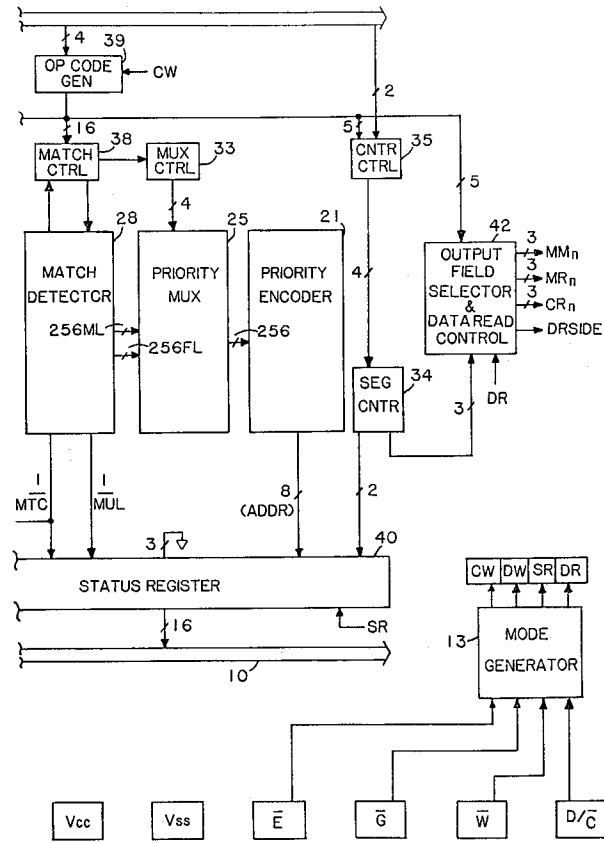 4
39
OP CODE
GEN
CW
2
16
5
38
33
35
MATCH
CTRL
MUX
CTRL
CNTR
CTRL
4
5
28
25
21
42
MATCH
DETECTOR
PRIORITY
MUX
PRIORITY
ENCODER
4
OUTPUT
FIELD
SELECTOR
&
DATA READ
CONTROL
3
MMn
3
MRn
3
CRn
DRSIDE
256ML
256FL
256
SEG
CNTR
34
3
DR
1
M̅T̅C̅
1
M̅U̅L̅
8
(ADDR)
2
3
40
STATUS REGISTER
16
SR
10
CW DW SR DR
13
MODE
GENERATOR
Vcc
Vss
E̅
G̅
W̅
D/C̅